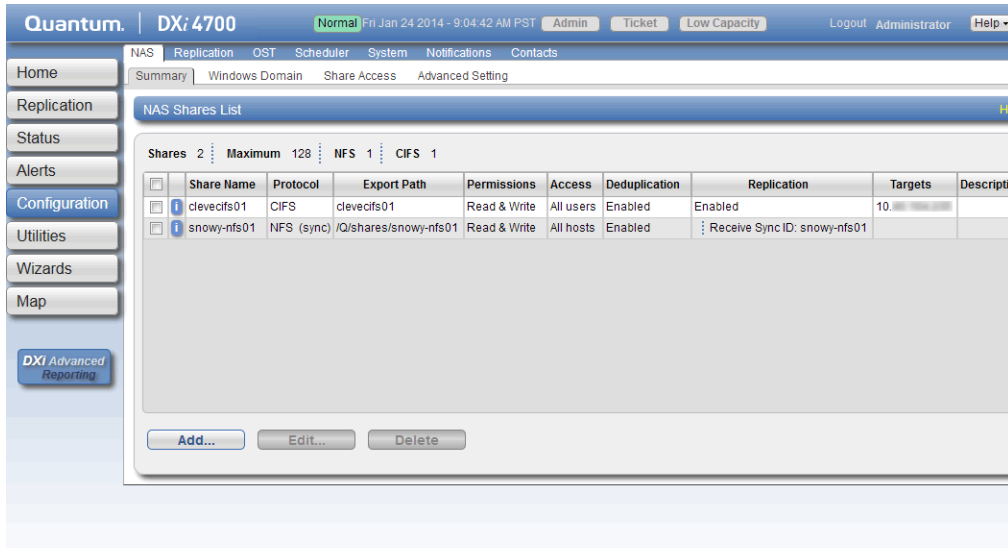 Quantum. DXi 4700 Normal Fri Jan 24 2014 - 9:04:42 AM PST Admin Ticket Low Capacity Logout Administrator Help
NAS Replication OST Scheduler System Notifications Contacts
Summary Windows Domain Share Access Advanced Setting
Home
Replication
Status
Alerts
Configuration
Utilities
Wizards
Map
DXi Advanced
Reporting
NAS Shares List
Shares 2 Maximum 128 NFS 1 CIFS 1
Share Name Protocol Export Path Permissions Access Deduplication Replication Targets Descripti
clevecifs01 CIFS clevecifs01 Read & Write All users Enabled Enabled 10.
snowy-nfs01 NFS (sync) /Q/shares/snowy-nfs01 Read & Write All hosts Enabled Receive Sync ID: snowy-nfs01
Add... Edit... Delete